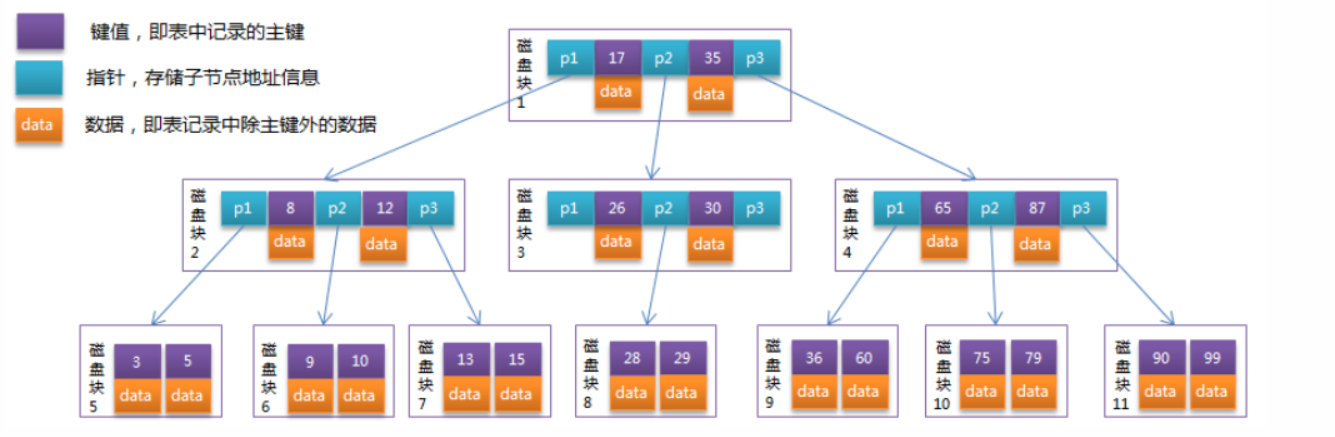 键值，即表中记录的主键
指针，存储子节点地址信息
data 数据，即表记录中除主键外的数据
磁盘块1
p1 17 p2 35 p3
data data
磁盘块2
p1 8 p2 12 p3
data data
磁盘块3
p1 26 p2 30 p3
data data
磁盘块4
p1 65 p2 87 p3
data data
磁盘块5
3 5
data data
磁盘块6
9 10
data data
磁盘块7
13 15
data data
磁盘块8
28 29
data data
磁盘块9
36 60
data data
磁盘块10
75 79
data data
磁盘块11
90 99
data data